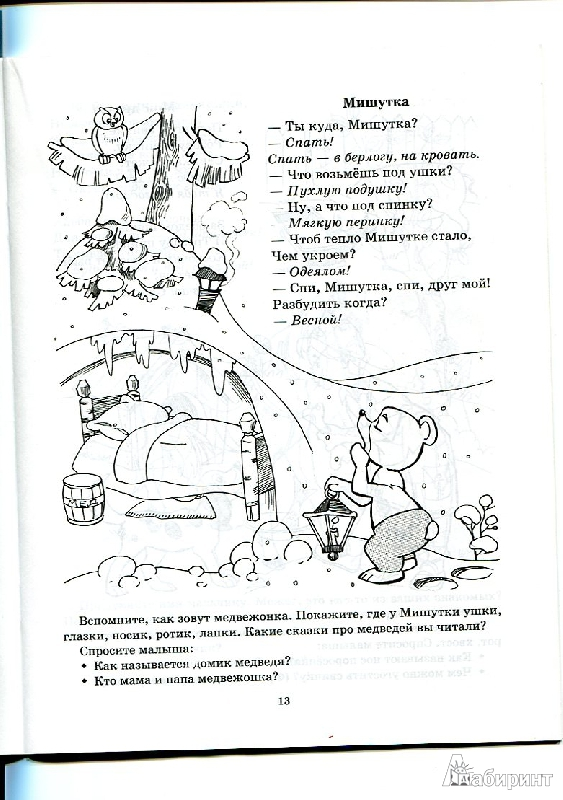 Мишутка
— Ты куда, Мишутка?
— Спать!
Спать — в берлогу, на кровать.
— Что возьмёшь под ушки?
— Пухлую подушку!
— Ну, а что под спинку?
— Мягкую перинку!
— Чтоб тепло Мишутке стало,
Чем укроем?
— Одеялом!
— Спи, Мишутка, спи, друг мой!
Разбудить когда?
— Весной!
Вспомните, как зовут медвежонка. Покажите, где у Мишутки ушки,
глазки, носик, ротик, лапки. Какие сказки про медведей вы читали?
Спросите малыша:
• Как называется домик медведя?
• Кто мама и папа медвежонка?
13
Лабиринт